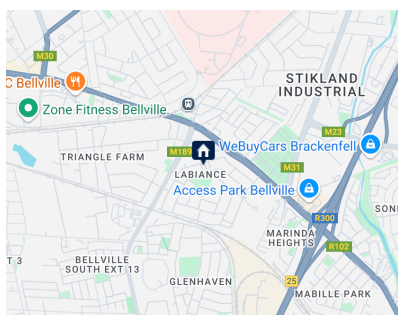 M30
C Bellville
Zone Fitness Bellville
STIKLAND
INDUSTRIAL
M23
WeBuyCars Brackenfell
M189
TRIANGLE FARM
M31
LABIANCE
Access Park Bellville
R300
SON
MARINDA
HEIGHTS
R102
T 3
BELLVILLE
SOUTH EXT 13
GLENHAVEN
25
MABILLE PARK